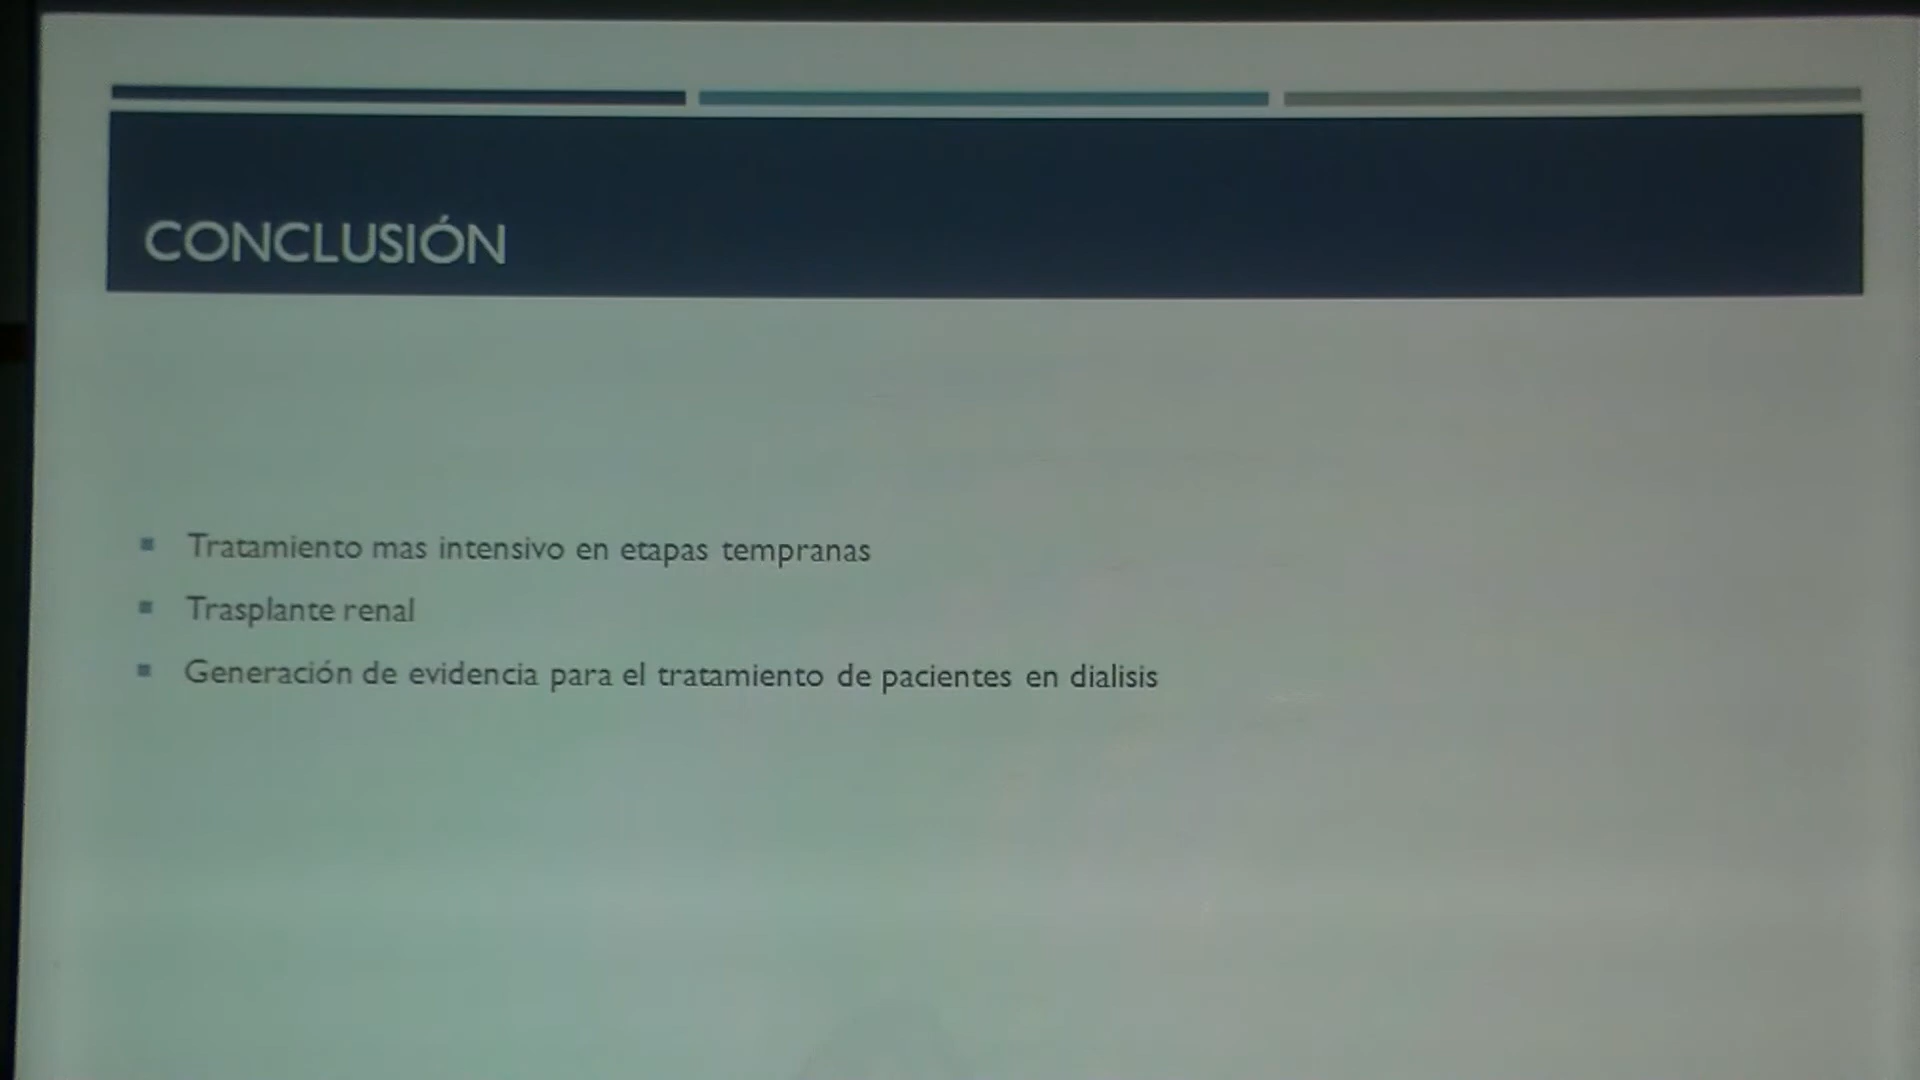 CONCLUSIÓN
Tratamiento mas intensivo en etapas tempranas
Trasplante renal
Generación de evidencia para el tratamiento de pacientes en dialisis